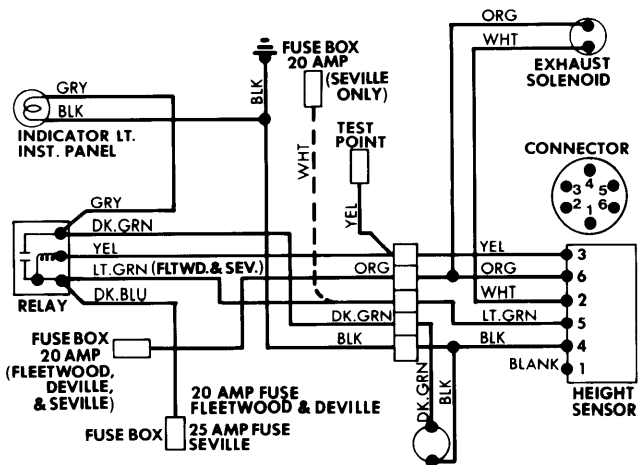 ORG
WHT
EXHAUST
SOLENOID
FUSE BOX
20 AMP
(SEVILLE
ONLY)
GRY
BLK
BLK
INDICATOR LT.
INST. PANEL
TEST
POINT
CONNECTOR
3 4 5
2 1 6
WHT
YEL
GRY
DK.GRN
YEL
LT.GRN (FLTWD.& SEV.)
DK.BLU
RELAY
ORG
DK.GRN
BLK
YEL 3
ORG 6
WHT 2
LT.GRN 5
BLK 4
BLANK 1
HEIGHT
SENSOR
FUSE BOX
20 AMP
(FLEETWOOD,
DEVILLE,
& SEVILLE)
20 AMP FUSE
FLEETWOOD & DEVILLE
FUSE BOX
25 AMP FUSE
SEVILLE
DK.GRN
BLK